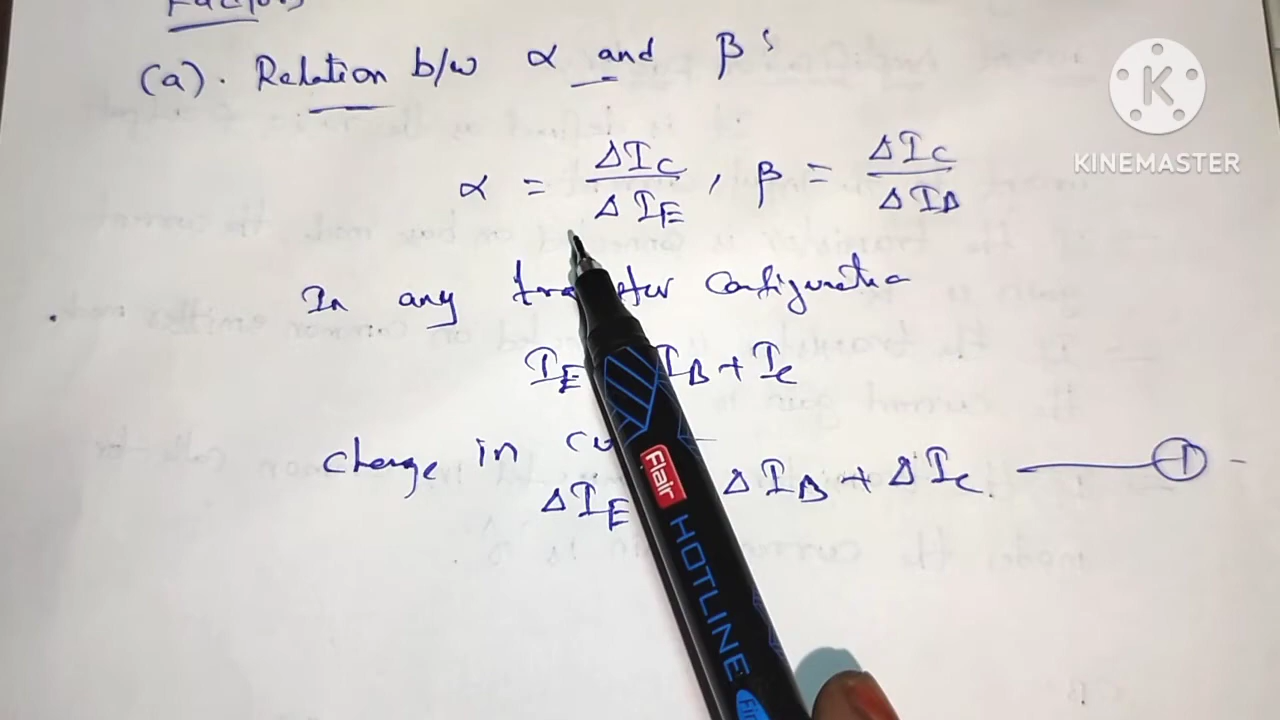 Factors
(a). Relation b/w α and β :
K
KINEMASTER
α = ΔIC / ΔIE , β = ΔIC / ΔIB
In any configuration
IE IB + IC
change in
ΔIE ΔIB + ΔIC 1
Flair
HOTLINE